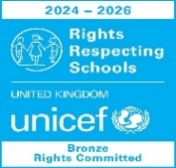 2024 – 2026
Rights
Respecting
Schools
UNITED KINGDOM
unicef
Bronze
Rights Committed